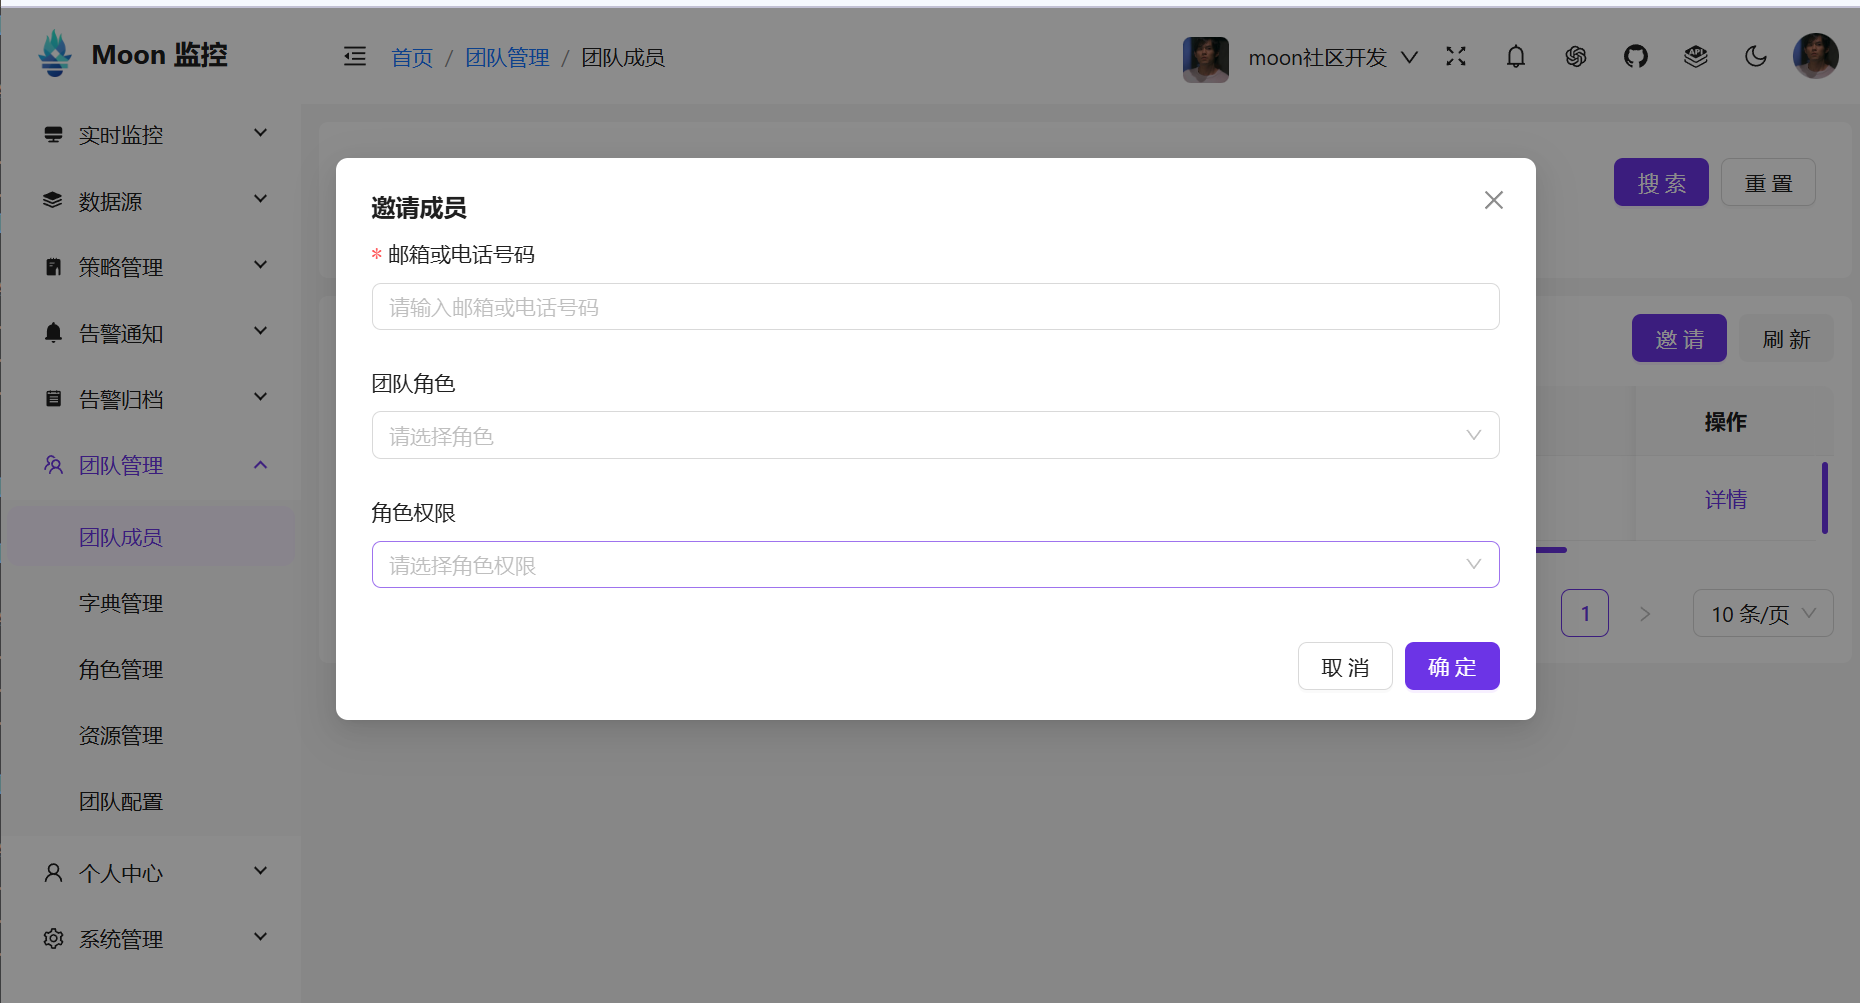 Moon 监控
首页 / 团队管理 / 团队成员
moon社区开发
实时监控
数据源
策略管理
告警通知
告警归档
团队管理
团队成员
字典管理
角色管理
资源管理
团队配置
个人中心
系统管理
搜 索
重 置
邀 请
刷 新
操作
详情
1
10 条/页
邀请成员
* 邮箱或电话号码
请输入邮箱或电话号码
团队角色
请选择角色
角色权限
请选择角色权限
取 消
确 定